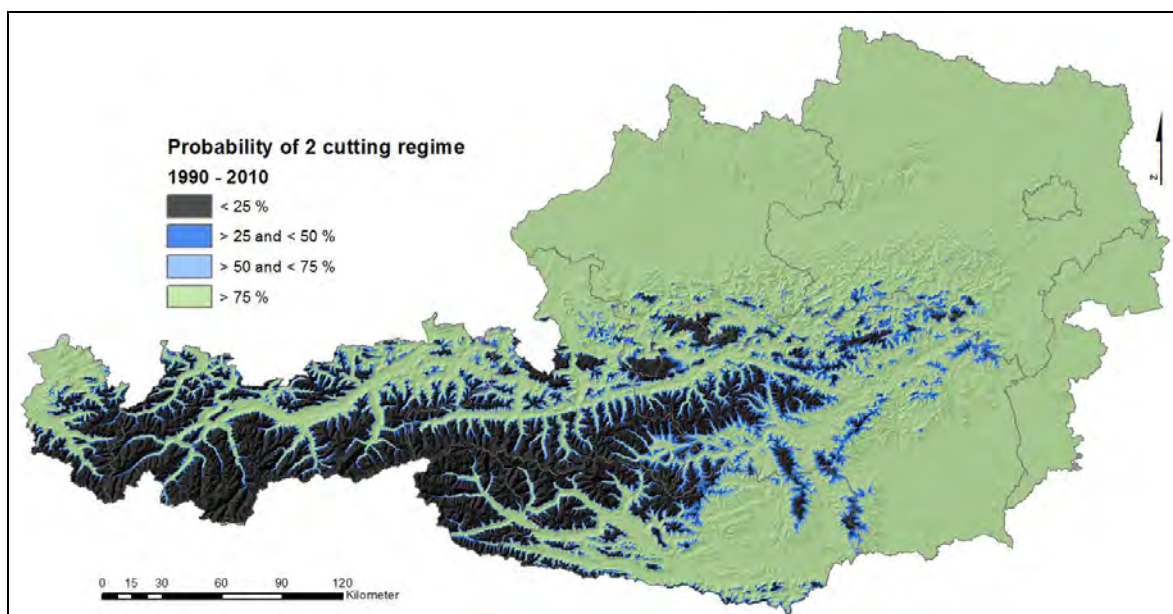 Probability of 2 cutting regime
1990 - 2010
< 25 %
> 25 and < 50 %
> 50 and < 75 %
> 75 %
N
0 15 30 60 90 120
Kilometer